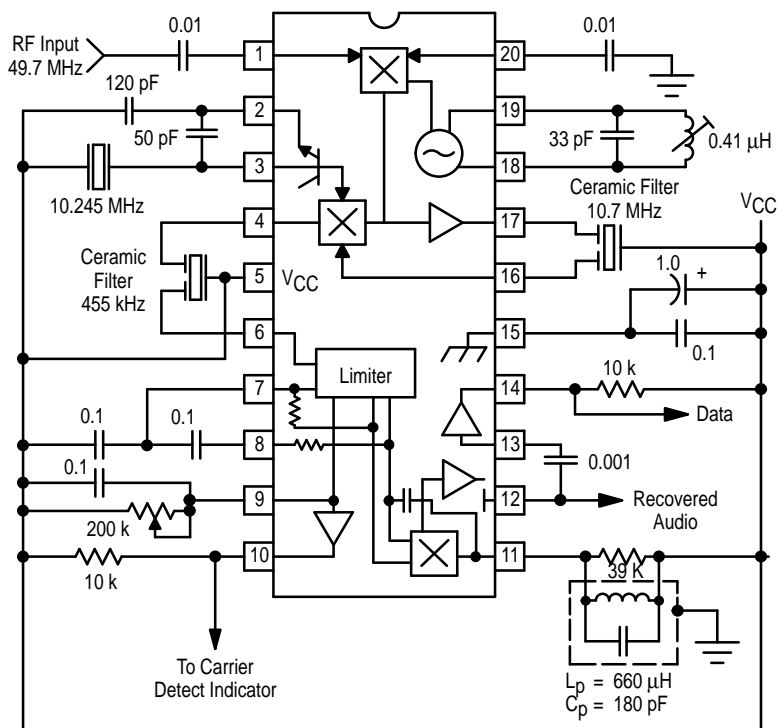 RF Input
49.7 MHz
0.01
120 pF
50 pF
10.245 MHz
Ceramic
Filter
455 kHz
0.1
0.1
0.1
200 k
10 k
To Carrier
Detect Indicator
1
2
3
4
5
6
7
8
9
10
VCC
Limiter
20
19
18
17
16
15
14
13
12
11
0.01
33 pF
0.41 µH
Ceramic Filter
10.7 MHz
VCC
1.0
+
0.1
10 k
Data
0.001
Recovered
Audio
39 K
Lp = 660 µH
Cp = 180 pF